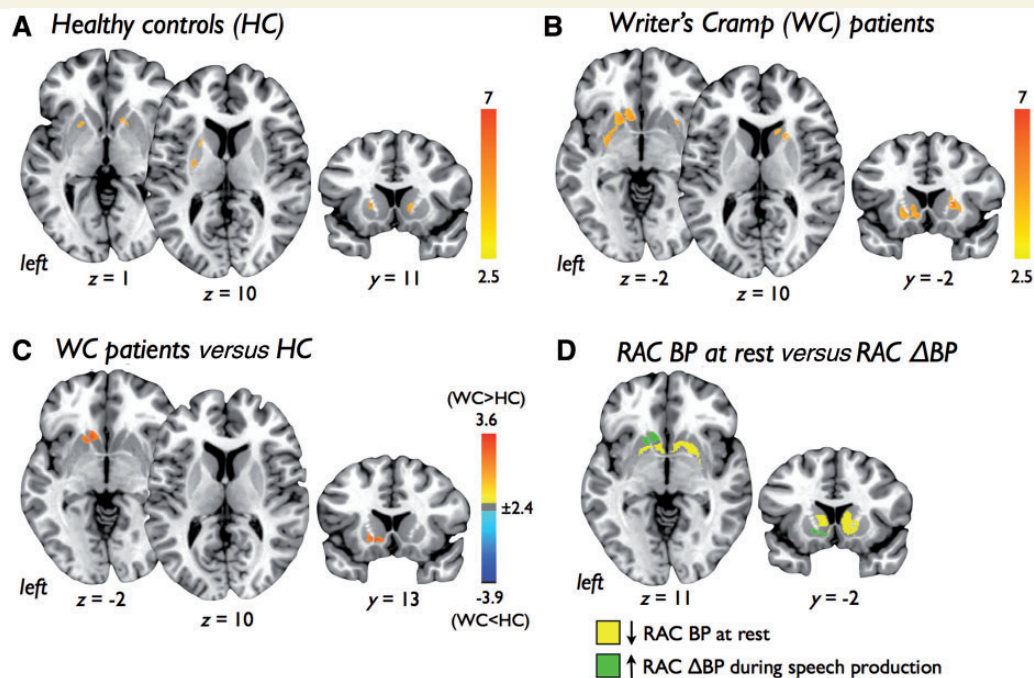 A Healthy controls (HC)
B Writer's Cramp (WC) patients
7
2.5
left
z = 1
z = 10
y = 11
7
2.5
left
z = -2
z = 10
y = -2
C WC patients versus HC
D RAC BP at rest versus RAC ΔBP
(WC>HC)
3.6
±2.4
-3.9
(WC<HC)
left
z = -2
z = 10
y = 13
left
z = 11
y = -2
↓ RAC BP at rest
↑ RAC ΔBP during speech production